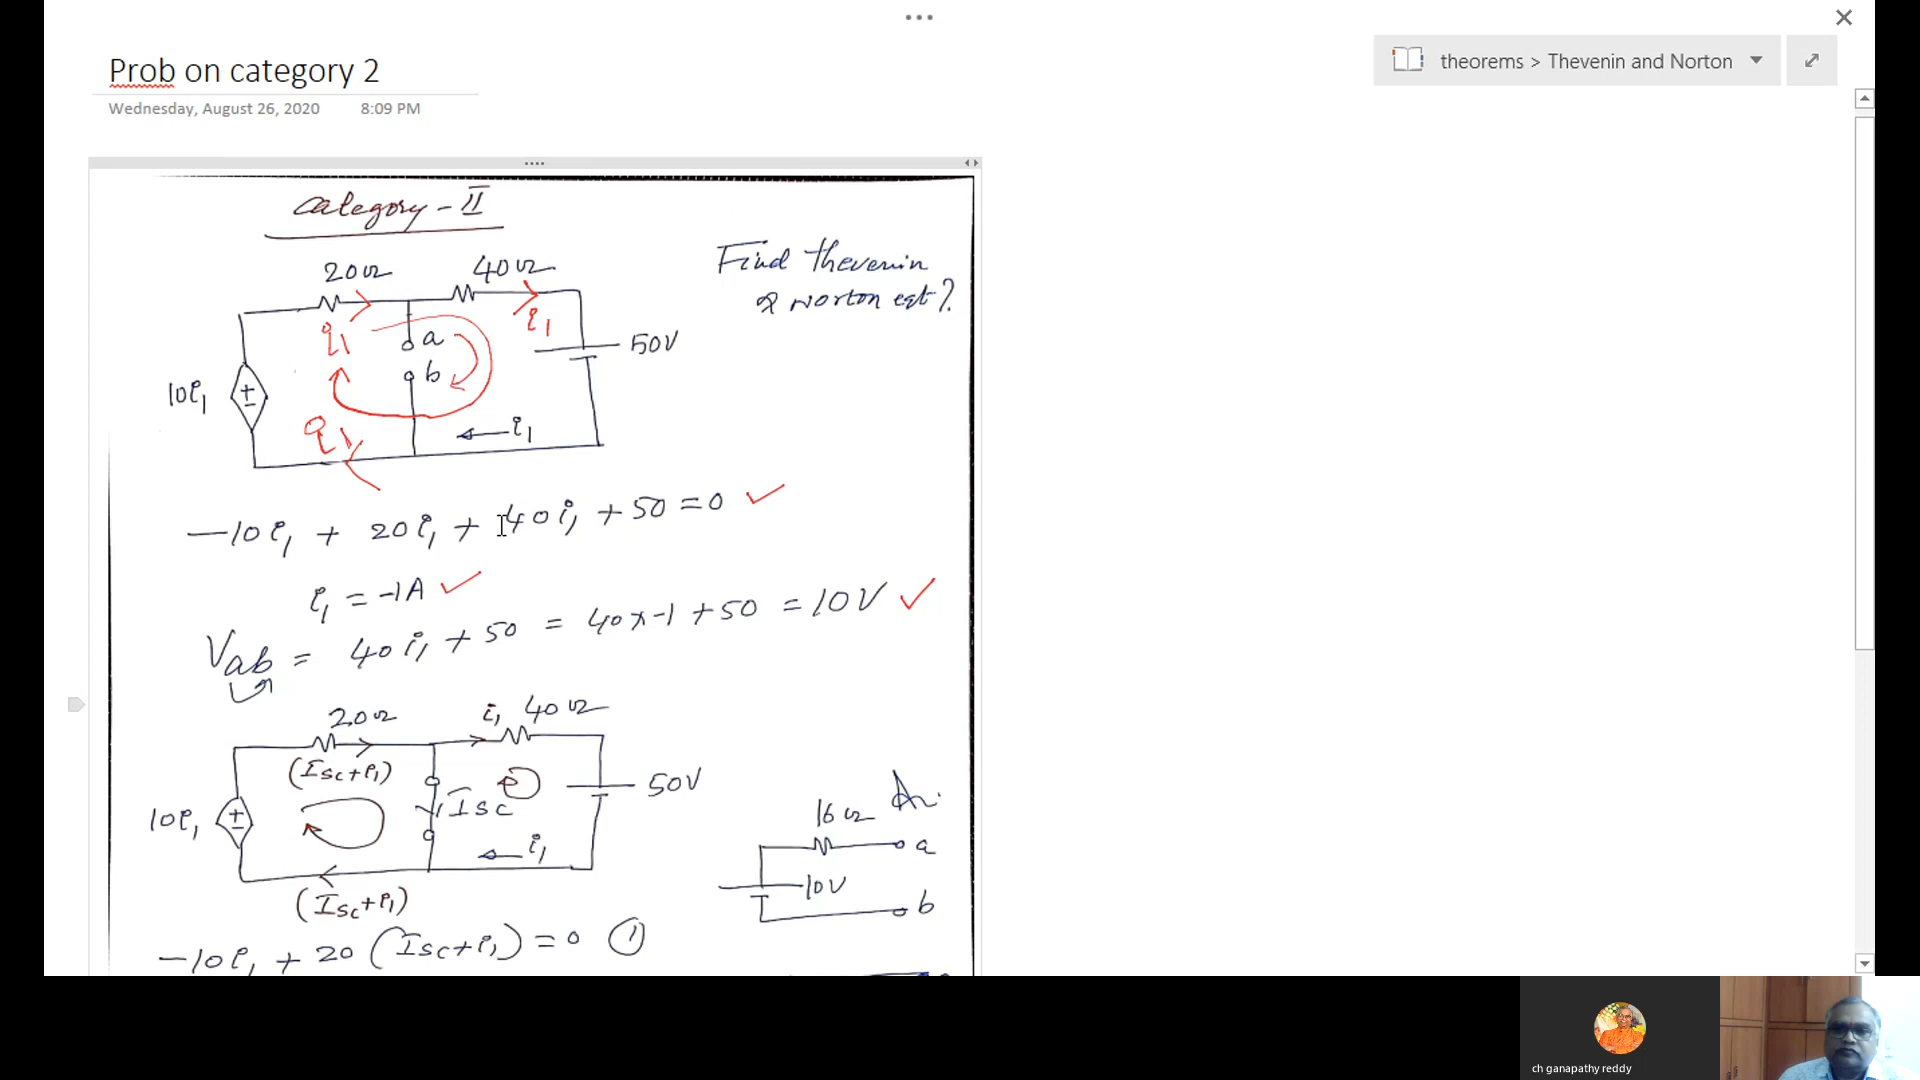 Prob on category 2
Wednesday, August 26, 2020 8:09 PM
theorems > Thevenin and Norton
Category - II
20Ω 40Ω
Find Thevenin
& Norton eqt?
i1 i1
a
b
50V
10i1
i1 i1
-10i1 + 20i1 + 40i1 + 50 = 0 ✓
i1 = -1A ✓
Vab = 40i1 + 50 = 40x-1 + 50 = 10V ✓
20Ω i1 40Ω
(Isc+i1)
50V
10i1
Isc
i1
(Isc+i1)
16Ω
a
10V
b
-10i1 + 20 (Isc+i1) = 0 ①
ch ganapathy reddy